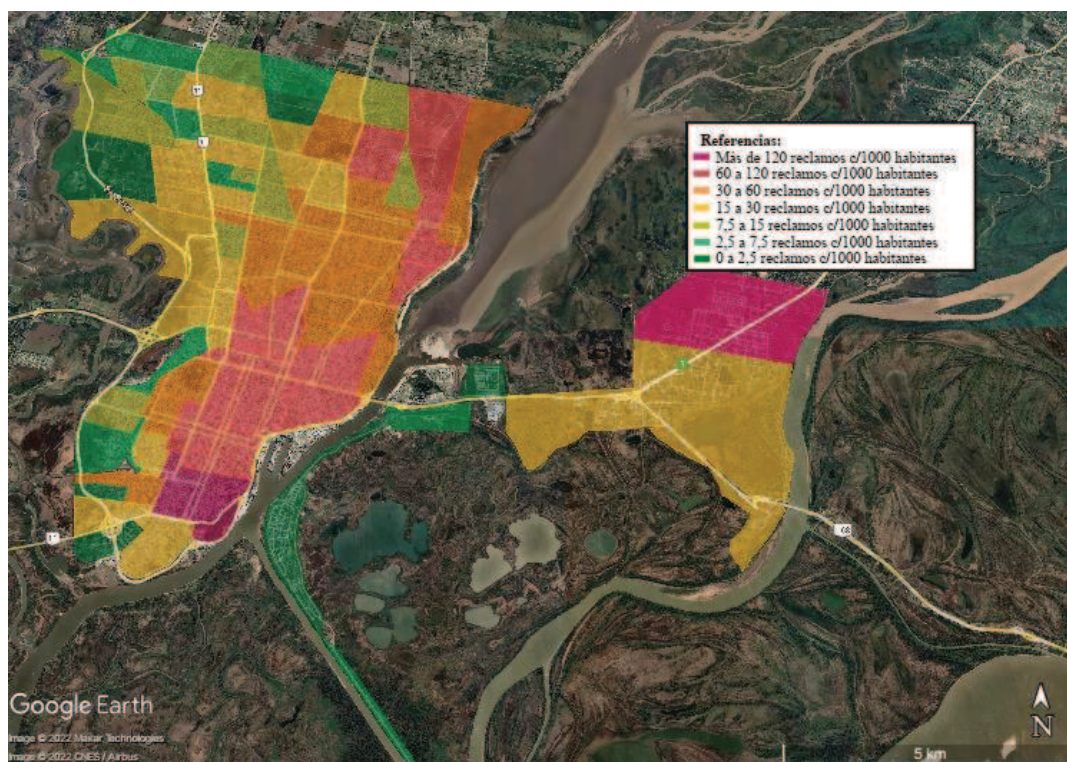 Referencias:
Más de 120 reclamos c/1000 habitantes
60 a 120 reclamos c/1000 habitantes
30 a 60 reclamos c/1000 habitantes
15 a 30 reclamos c/1000 habitantes
7,5 a 15 reclamos c/1000 habitantes
2,5 a 7,5 reclamos c/1000 habitantes
0 a 2,5 reclamos c/1000 habitantes
Google Earth
Image © 2022 Maxar Technologies
Image © 2022 CNES / Airbus
N
5 km